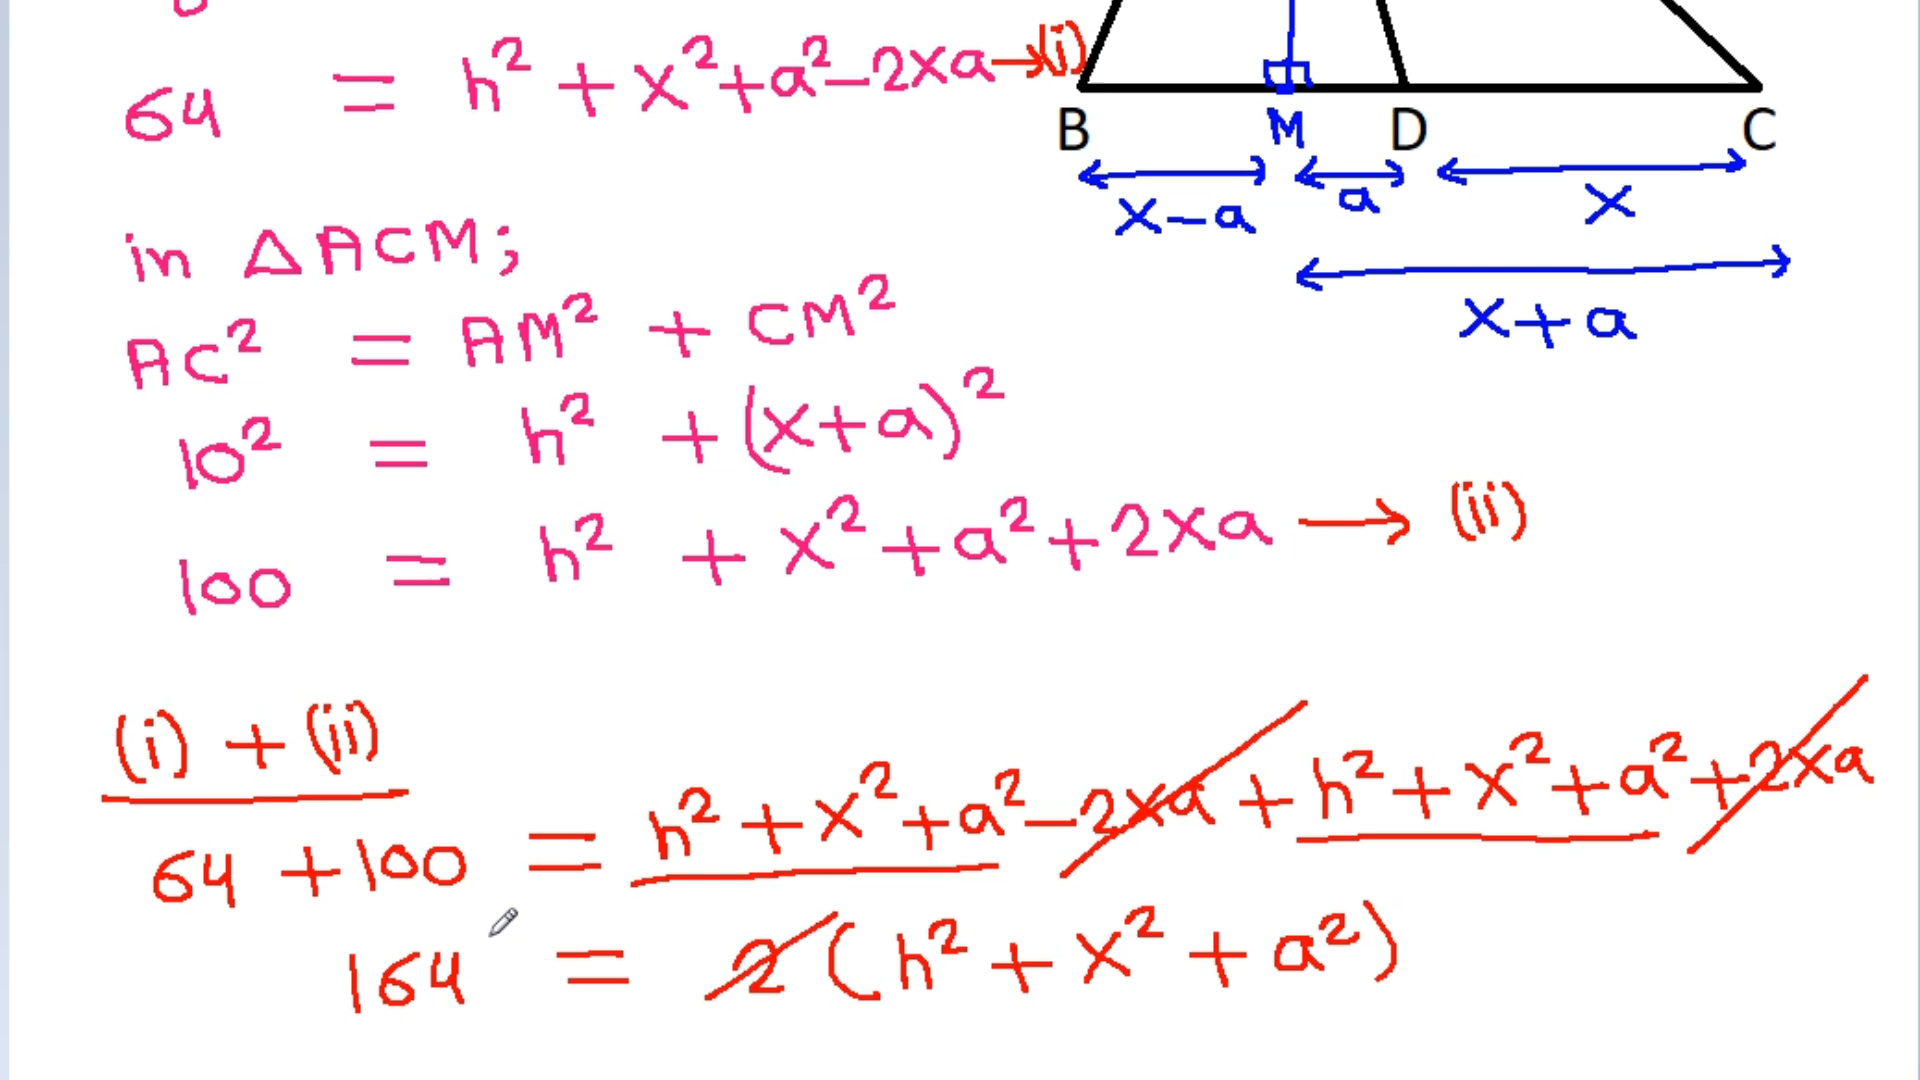 64 = h² + x² + a² - 2xa → (i)
B M D C
x - a a x
x + a
in △ ACM;
AC² = AM² + CM²
10² = h² + (x + a)²
100 = h² + x² + a² + 2xa → (ii)
(i) + (ii)
64 + 100 = h² + x² + a² - 2xa + h² + x² + a² + 2xa
164 = 2 (h² + x² + a²)